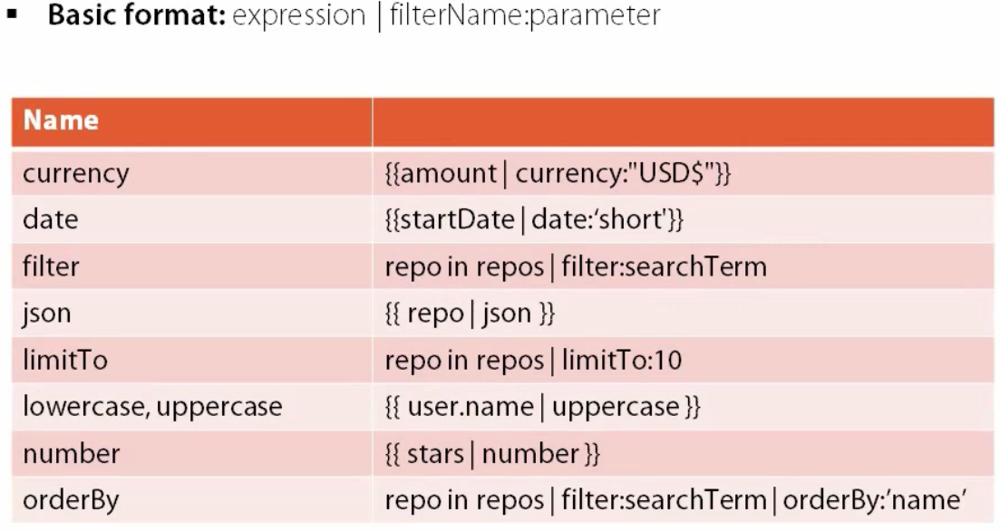 ▪ Basic format: expression | filterName:parameter
Name
currency {{amount | currency:"USD$"}}
date {{startDate | date:‘short'}}
filter repo in repos | filter:searchTerm
json {{ repo | json }}
limitTo repo in repos | limitTo:10
lowercase, uppercase {{ user.name | uppercase }}
number {{ stars | number }}
orderBy repo in repos | filter:searchTerm | orderBy:’name’